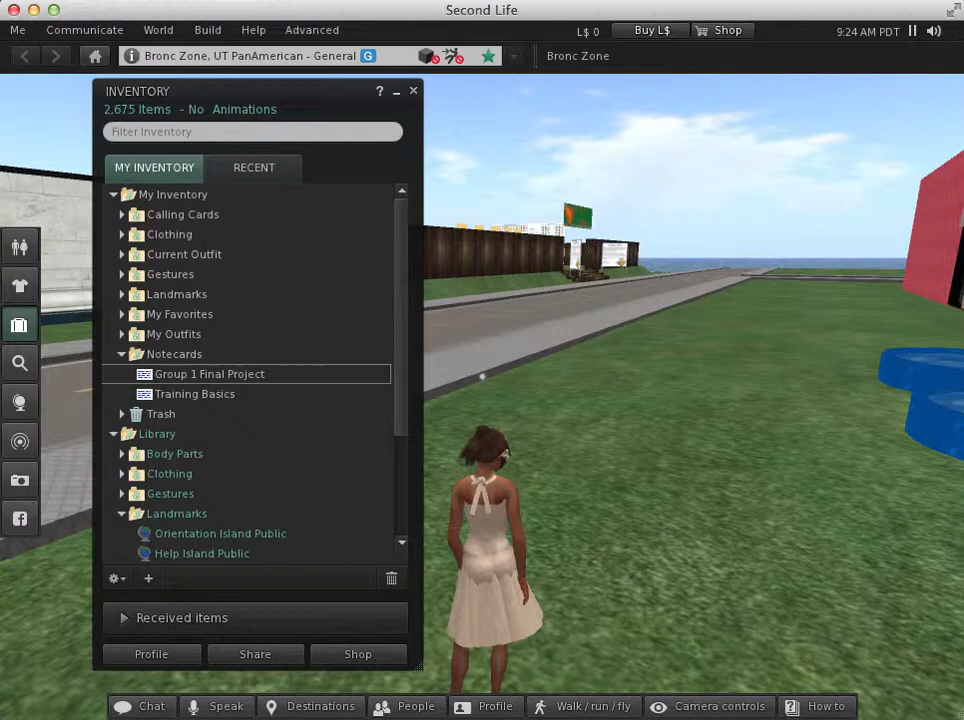 Second Life
Me Communicate World Build Help Advanced L$ 0 Buy L$ Shop 9:24 AM PDT
Bronc Zone, UT PanAmerican - General G Bronc Zone
INVENTORY ?
2,675 Items - No Animations
Filter Inventory
MY INVENTORY RECENT
My Inventory
Calling Cards
Clothing
Current Outfit
Gestures
Landmarks
My Favorites
My Outfits
Notecards
Group 1 Final Project
Training Basics
Trash
Library
Body Parts
Clothing
Gestures
Landmarks
Orientation Island Public
Help Island Public
Received items
Profile Share Shop
Chat Speak Destinations People Profile Walk / run / fly Camera controls How to